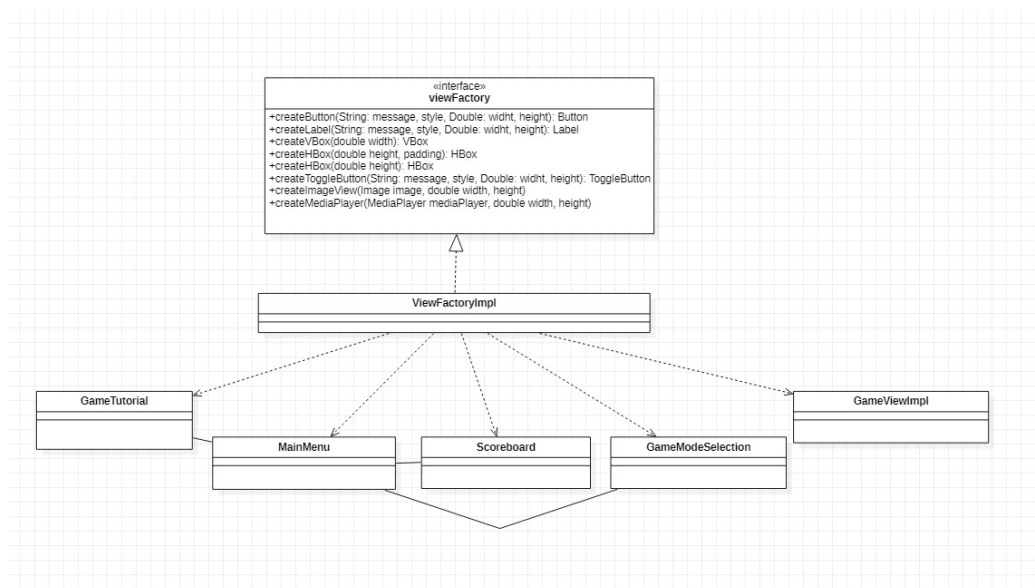 «interface»
viewFactory
+createButton(String: message, style, Double: widht, height): Button
+createLabel(String: message, style, Double: widht, height): Label
+createVBox(double width): VBox
+createHBox(double height, padding): HBox
+createHBox(double height): HBox
+createToggleButton(String: message, style, Double: widht, height): ToggleButton
+createImageView(Image image, double width, height)
+createMediaPlayer(MediaPlayer mediaPlayer, double width, height)
ViewFactoryImpl
GameTutorial
GameViewImpl
MainMenu
Scoreboard
GameModeSelection